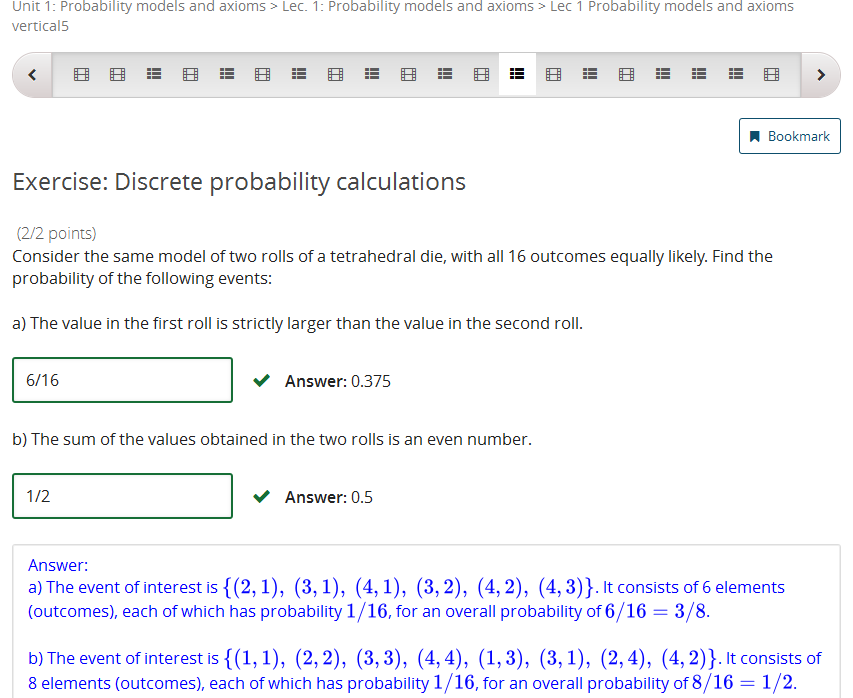 Unit 1: Probability models and axioms > Lec. 1: Probability models and axioms > Lec 1 Probability models and axioms
vertical5
Bookmark
Exercise: Discrete probability calculations
(2/2 points)
Consider the same model of two rolls of a tetrahedral die, with all 16 outcomes equally likely. Find the
probability of the following events:
a) The value in the first roll is strictly larger than the value in the second roll.
6/16 Answer: 0.375
b) The sum of the values obtained in the two rolls is an even number.
1/2 Answer: 0.5
Answer:
a) The event of interest is {(2, 1), (3, 1), (4, 1), (3, 2), (4, 2), (4, 3)}. It consists of 6 elements
(outcomes), each of which has probability 1/16, for an overall probability of 6/16 = 3/8.
b) The event of interest is {(1, 1), (2, 2), (3, 3), (4, 4), (1, 3), (3, 1), (2, 4), (4, 2)}. It consists of
8 elements (outcomes), each of which has probability 1/16, for an overall probability of 8/16 = 1/2.